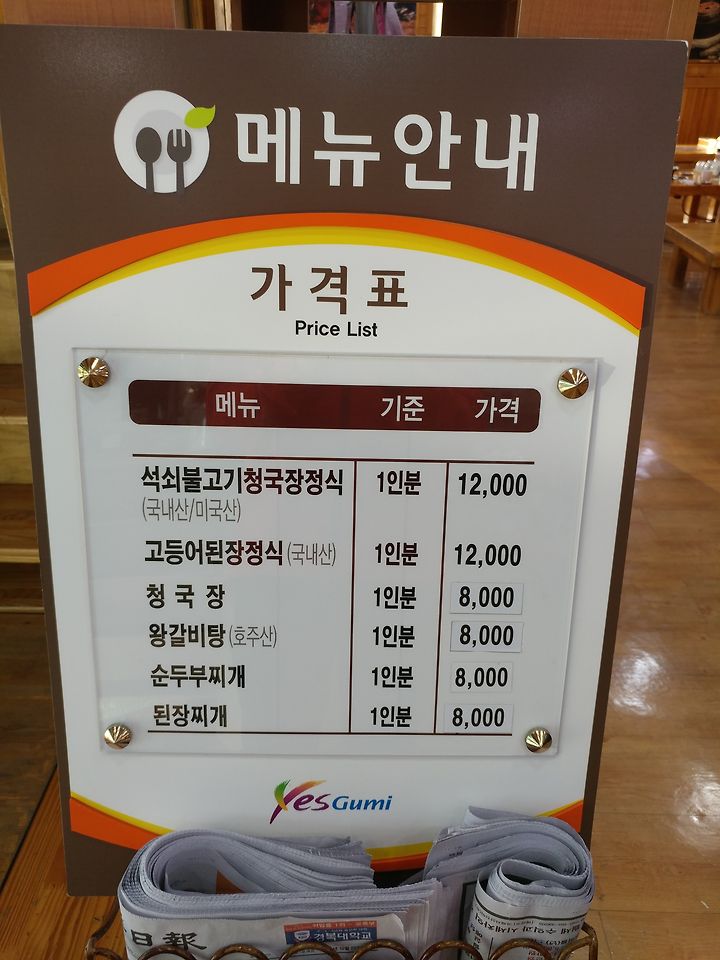 메뉴안내
가격표
Price List
메뉴 기준 가격
석쇠불고기청국장정식 1인분 12,000
(국내산/미국산)
고등어된장정식(국내산) 1인분 12,000
청국장 1인분 8,000
왕갈비탕(호주산) 1인분 8,000
순두부찌개 1인분 8,000
된장찌개 1인분 8,000
Yes Gumi
日報
경북대학교